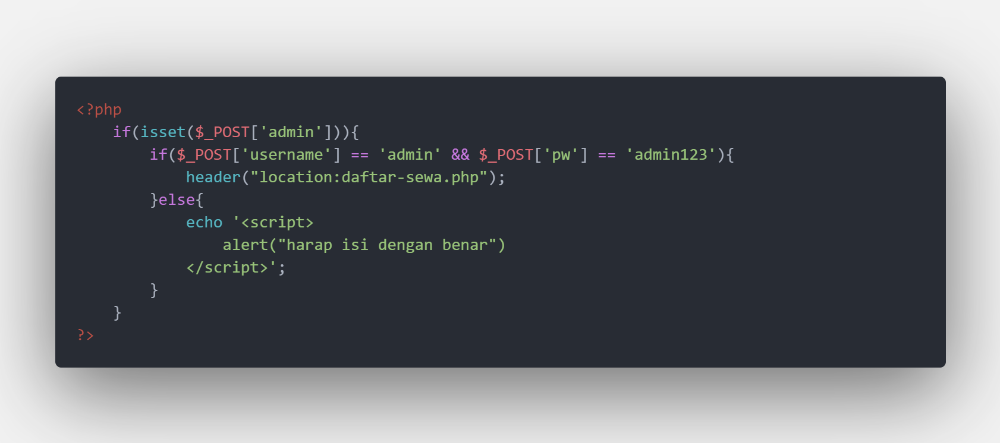 <?php
    if(isset($_POST['admin'])){
        if($_POST['username'] == 'admin' && $_POST['pw'] == 'admin123'){
            header("location:daftar-sewa.php");
        }else{
            echo '<script>
                alert("harap isi dengan benar")
            </script>';
        }
    }
?>